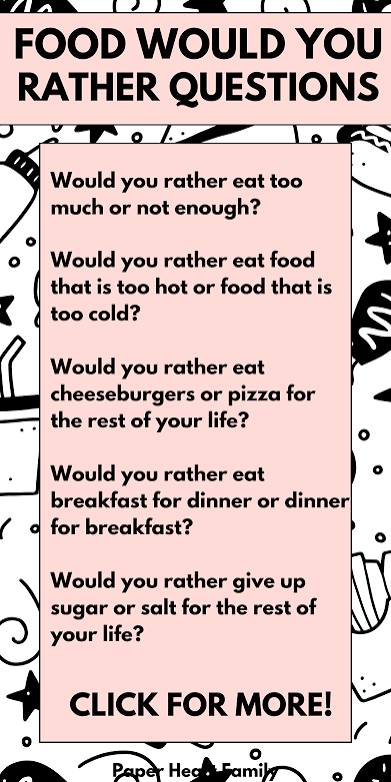 FOOD WOULD YOU
RATHER QUESTIONS
Would you rather eat too
much or not enough?
Would you rather eat food
that is too hot or food that is
too cold?
Would you rather eat
cheeseburgers or pizza for
the rest of your life?
Would you rather eat
breakfast for dinner or dinner
for breakfast?
Would you rather give up
sugar or salt for the rest of
your life?
CLICK FOR MORE!
Paper Heart Family